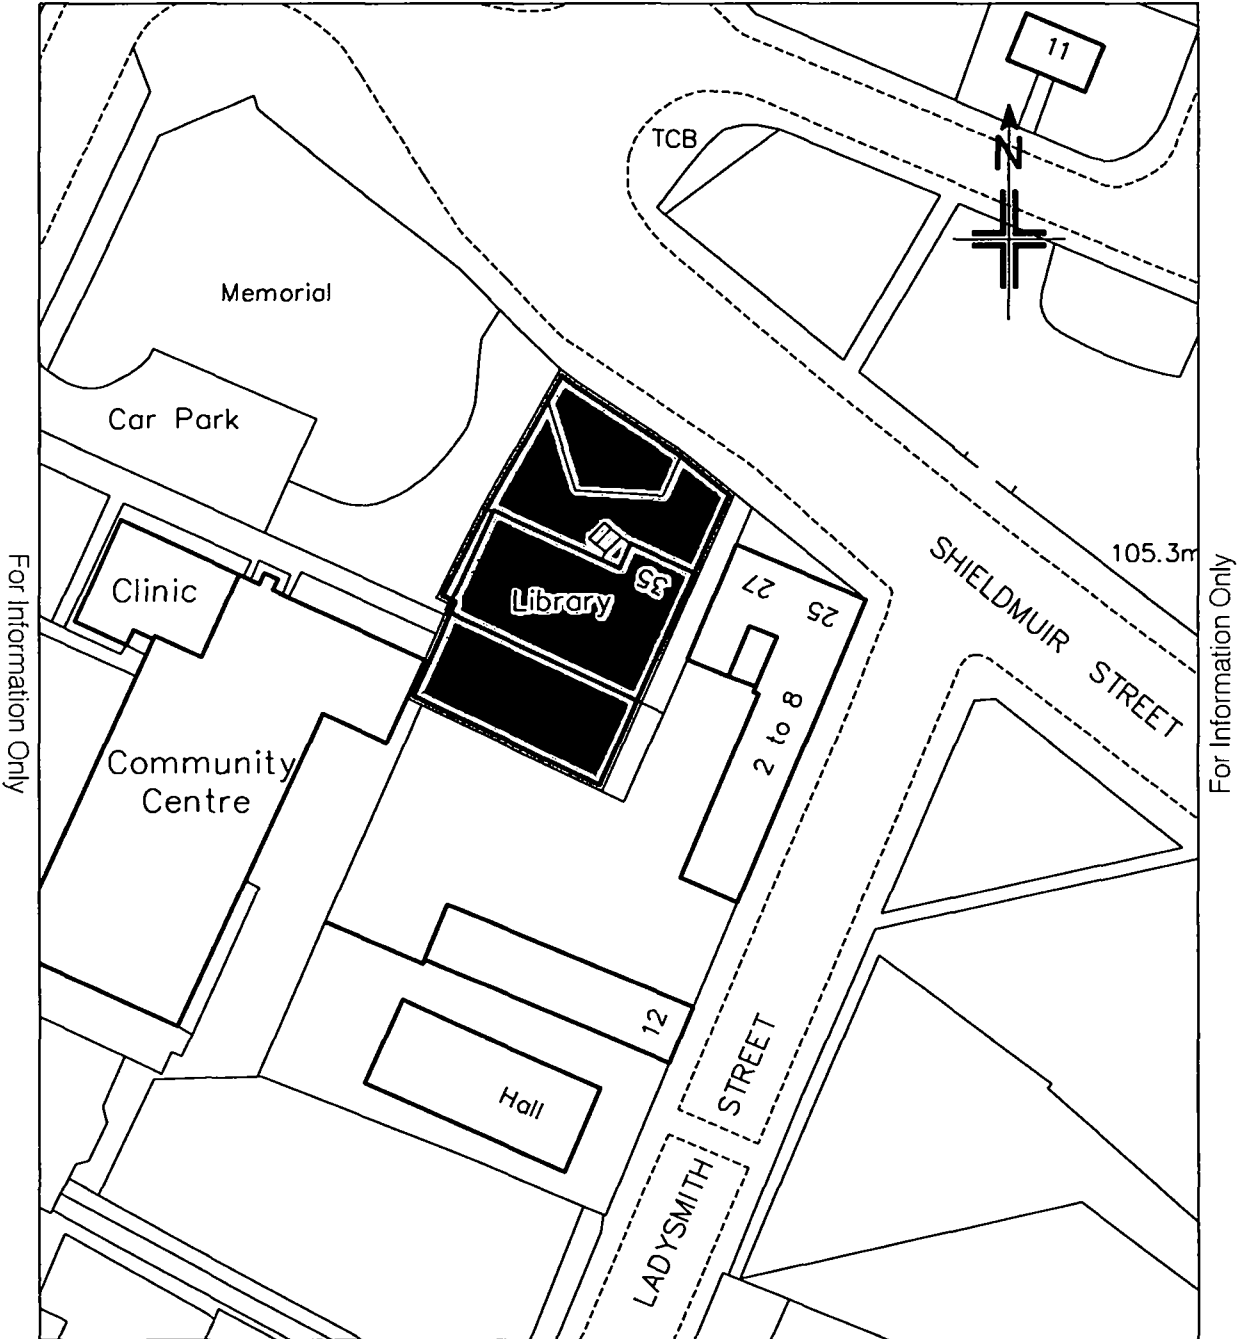 11
TCB
N
Memorial
Car Park
SHIELDMUIR STREET
105.3m
For Information Only
For Information Only
Clinic
Library
35
27
25
2 to 8
Community
Centre
12
Hall
LADYSMITH STREET